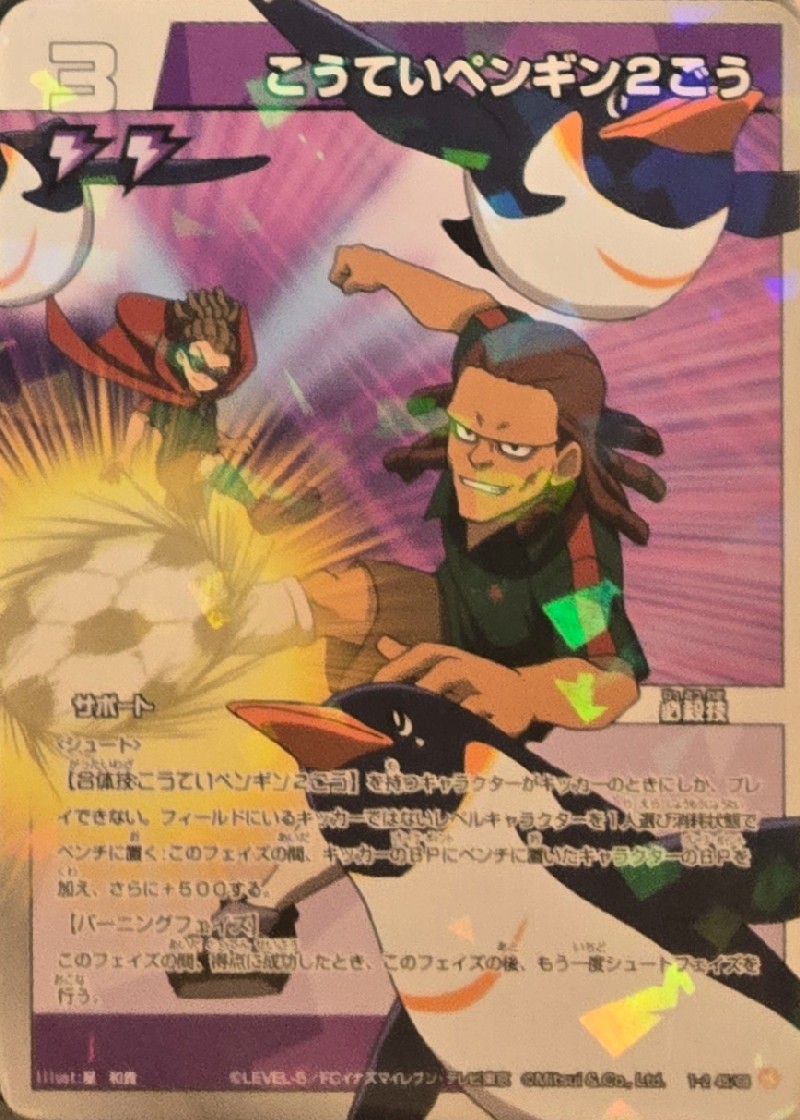 3
こうていペンギン2ごう
サポート
必殺技
<シュート>
【合体技こうていペンギン2ごう】を持つキャラクターがキッカーのときにしか、プレ
イできない。フィールドにいるキッカーではないレベルキャラクターを1人選び消耗状態で
ベンチに置く:このフェイズの間、キッカーのBPにベンチに置いたキャラクターのBPを
加え、さらに+500する。
【バーニングフェイズ】
このフェイズの間、得点に成功したとき、このフェイズの後、もう一度シュートフェイズを
行う。
Illust:星 和貴
©LEVEL-5/FCイナズマイレブン・テレビ東京 ©Mitsui & Co., Ltd. 1-2 45/68